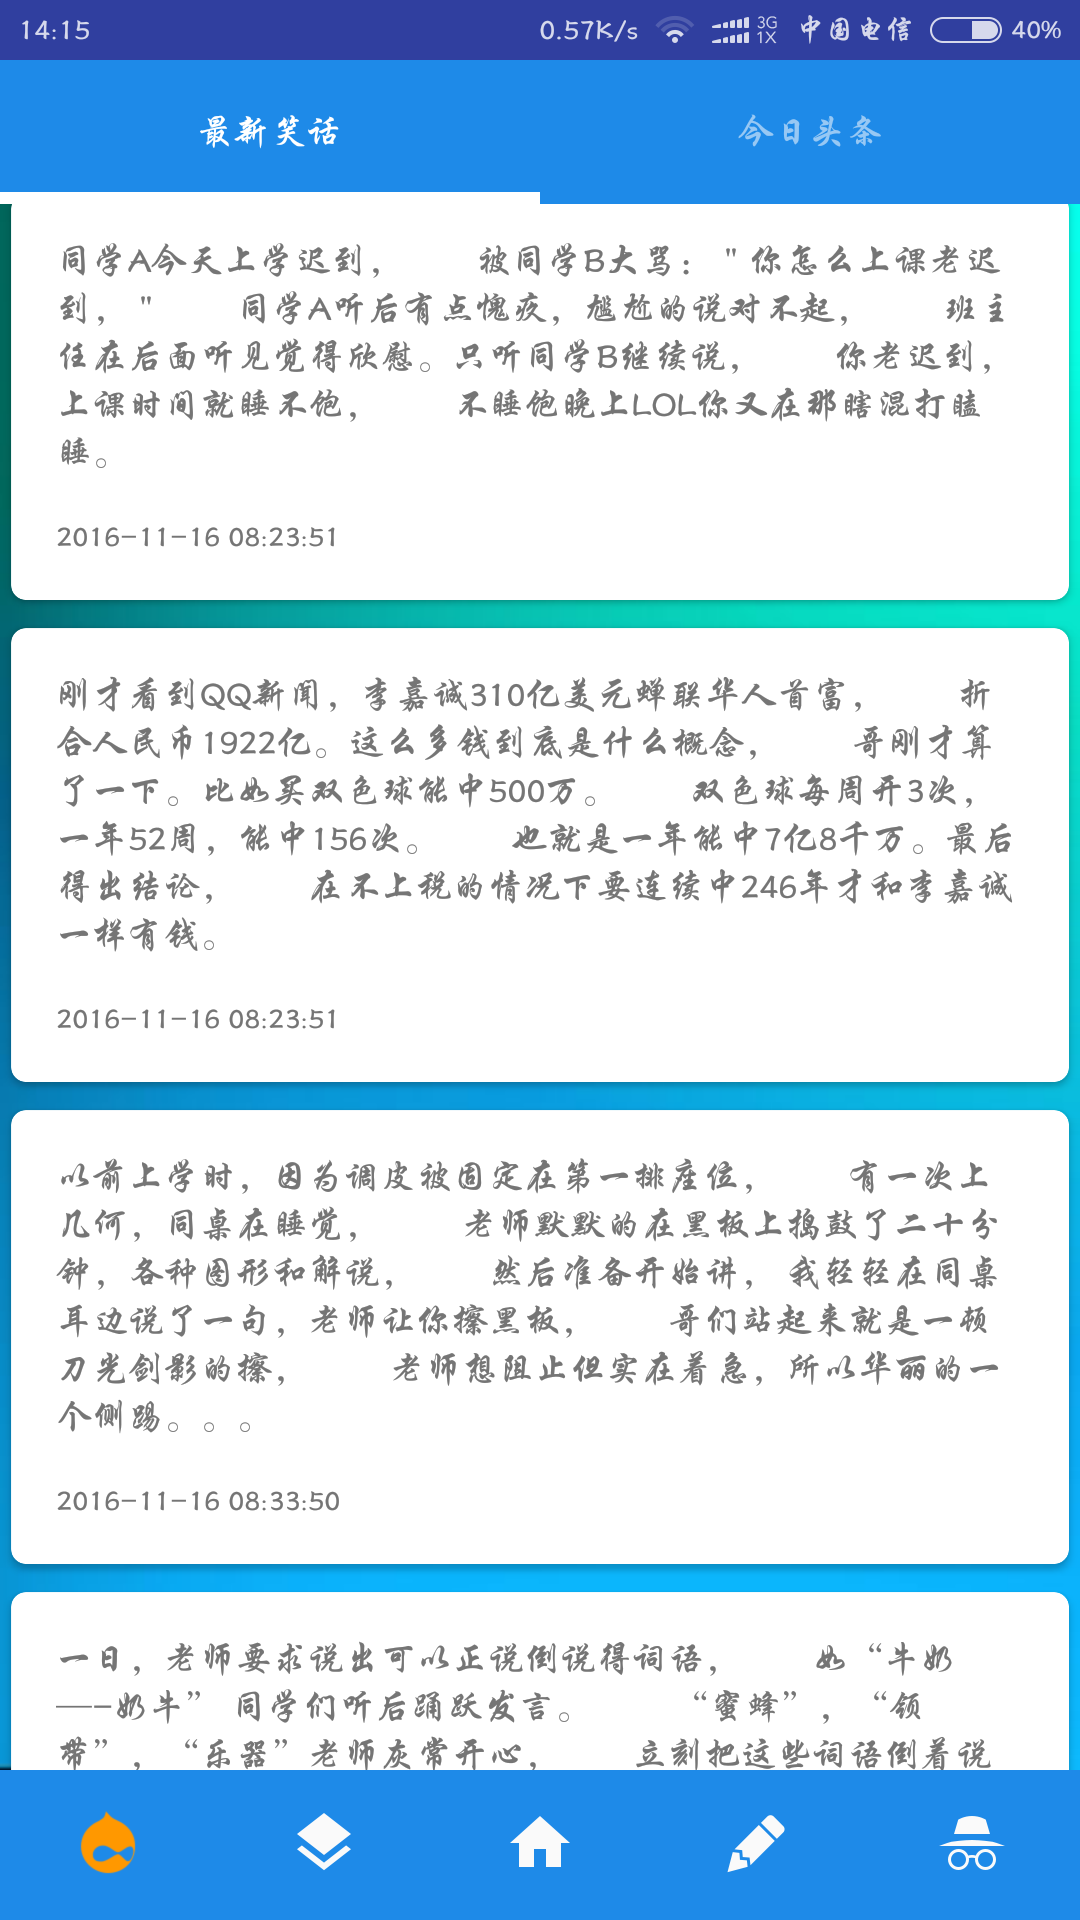 14:15 0.57K/s 3G 1X 中国电信 40%
最新笑话 今日头条
同学A今天上学迟到， 被同学B大骂："你怎么上课老迟
到，" 同学A听后有点愧疚，尴尬的说对不起， 班主
任在后面听见觉得欣慰。只听同学B继续说， 你老迟到，
上课时间就睡不饱， 不睡饱晚上LOL你又在那瞎混打瞌
睡。
2016-11-16 08:23:51
刚才看到QQ新闻，李嘉诚310亿美元蝉联华人首富， 折
合人民币1922亿。这么多钱到底是什么概念， 哥刚才算
了一下。比如买双色球能中500万。 双色球每周开3次，
一年52周，能中156次。 也就是一年能中7亿8千万。最后
得出结论， 在不上税的情况下要连续中246年才和李嘉诚
一样有钱。
2016-11-16 08:23:51
以前上学时，因为调皮被固定在第一排座位， 有一次上
几何，同桌在睡觉， 老师默默的在黑板上捣鼓了二十分
钟，各种图形和解说， 然后准备开始讲，我轻轻在同桌
耳边说了一句，老师让你擦黑板， 哥们站起来就是一顿
刀光剑影的擦， 老师想阻止但实在着急，所以华丽的一
个侧踢。。。
2016-11-16 08:33:50
一日，老师要求说出可以正说倒说得词语， 如“牛奶
——奶牛” 同学们听后踊跃发言。 “蜜蜂”，“领
带”，“乐器”老师灰常开心， 立刻把这些词语倒着说